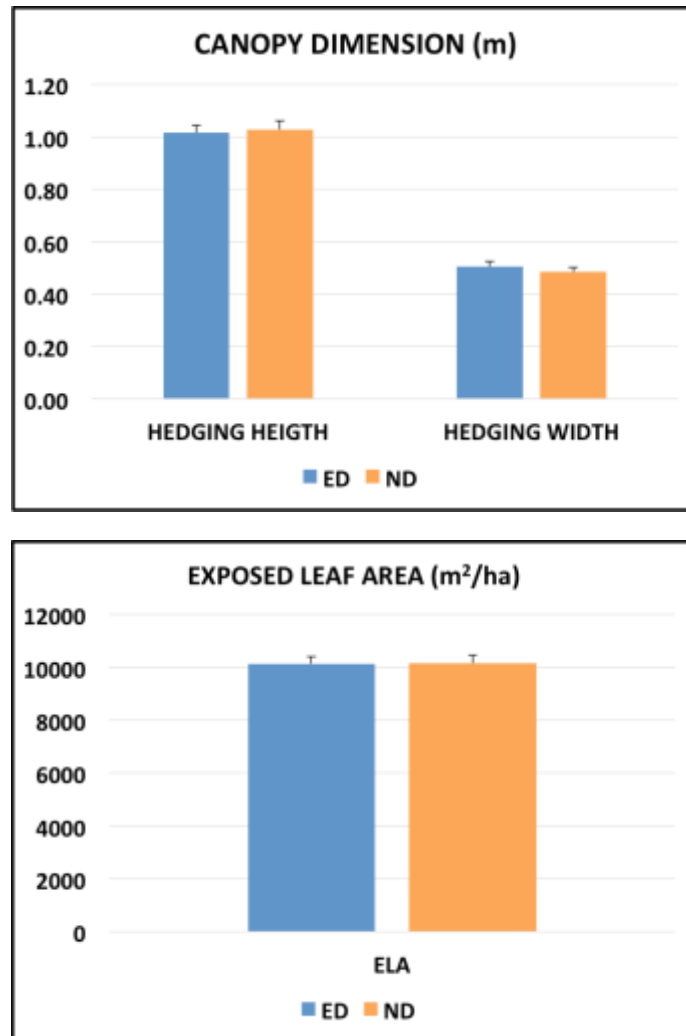 CANOPY DIMENSION (m)
1.20
1.00
0.80
0.60
0.40
0.20
0.00
HEDGING HEIGTH HEDGING WIDTH
ED ND
EXPOSED LEAF AREA (m²/ha)
12000
10000
8000
6000
4000
2000
0
ELA
ED ND